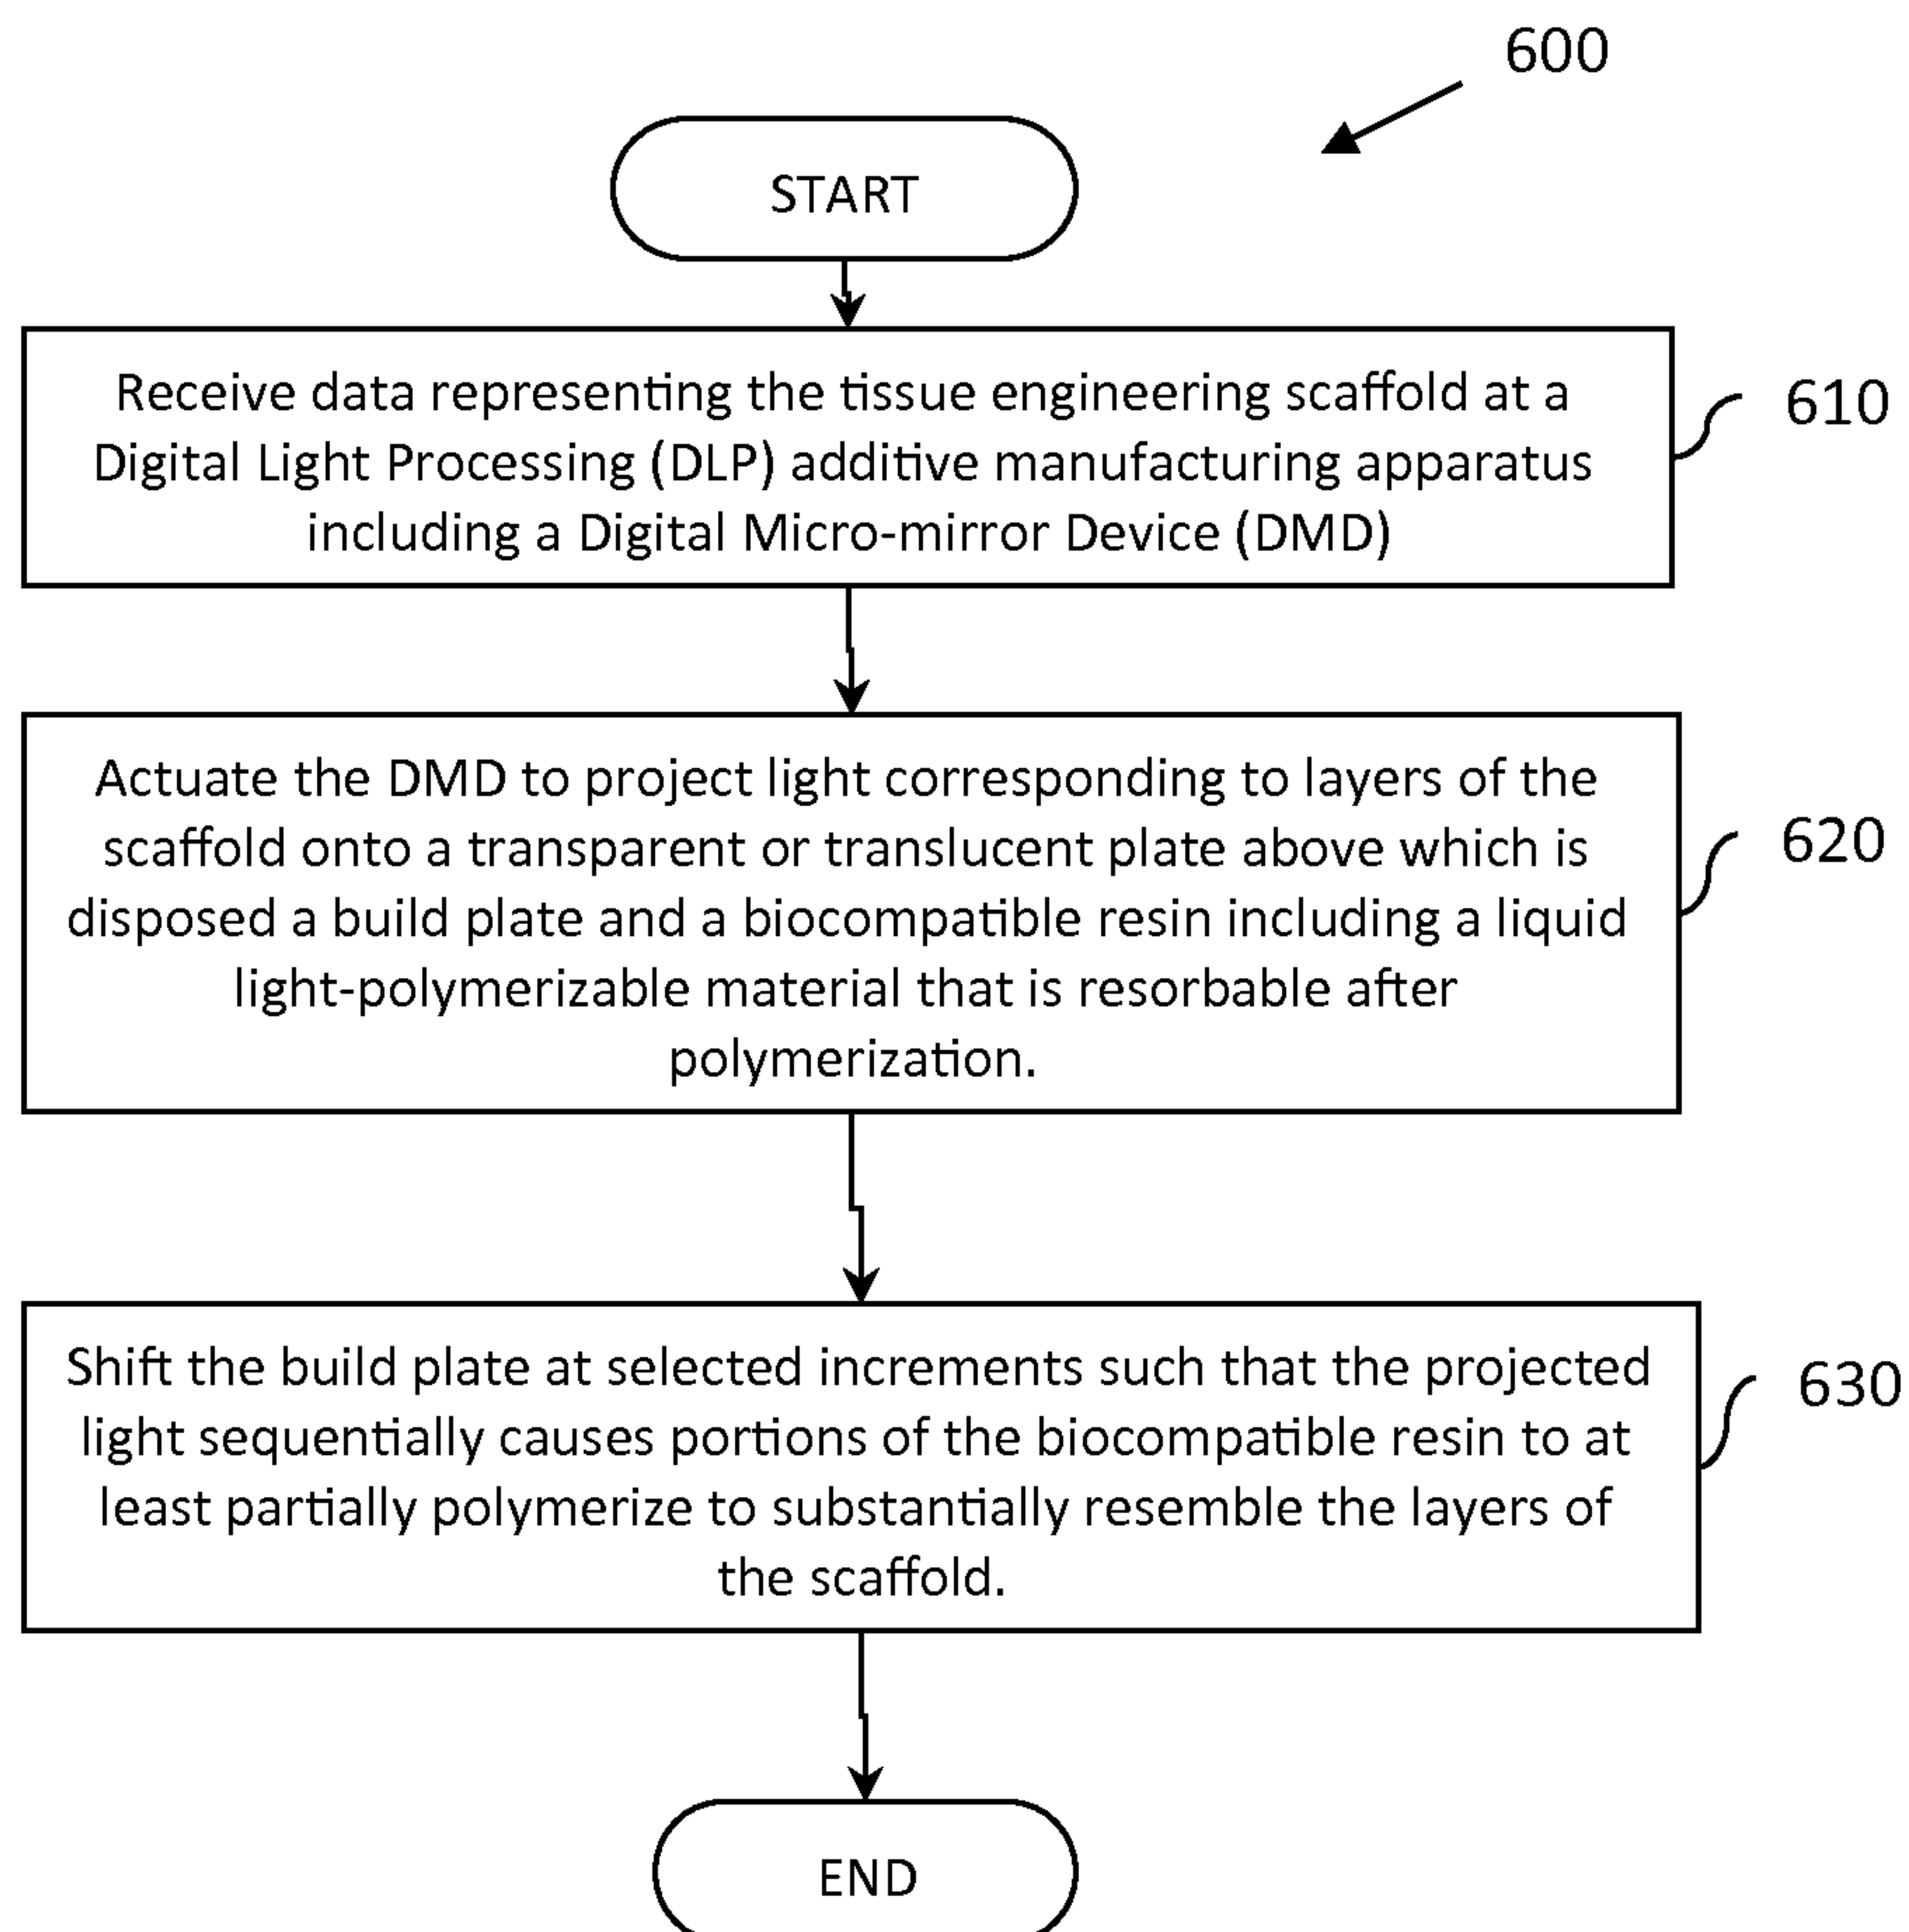 600
START
Receive data representing the tissue engineering scaffold at a
Digital Light Processing (DLP) additive manufacturing apparatus
including a Digital Micro-mirror Device (DMD)
610
Actuate the DMD to project light corresponding to layers of the
scaffold onto a transparent or translucent plate above which is
disposed a build plate and a biocompatible resin including a liquid
light-polymerizable material that is resorbable after
polymerization.
620
Shift the build plate at selected increments such that the projected
light sequentially causes portions of the biocompatible resin to at
least partially polymerize to substantially resemble the layers of
the scaffold.
630
END